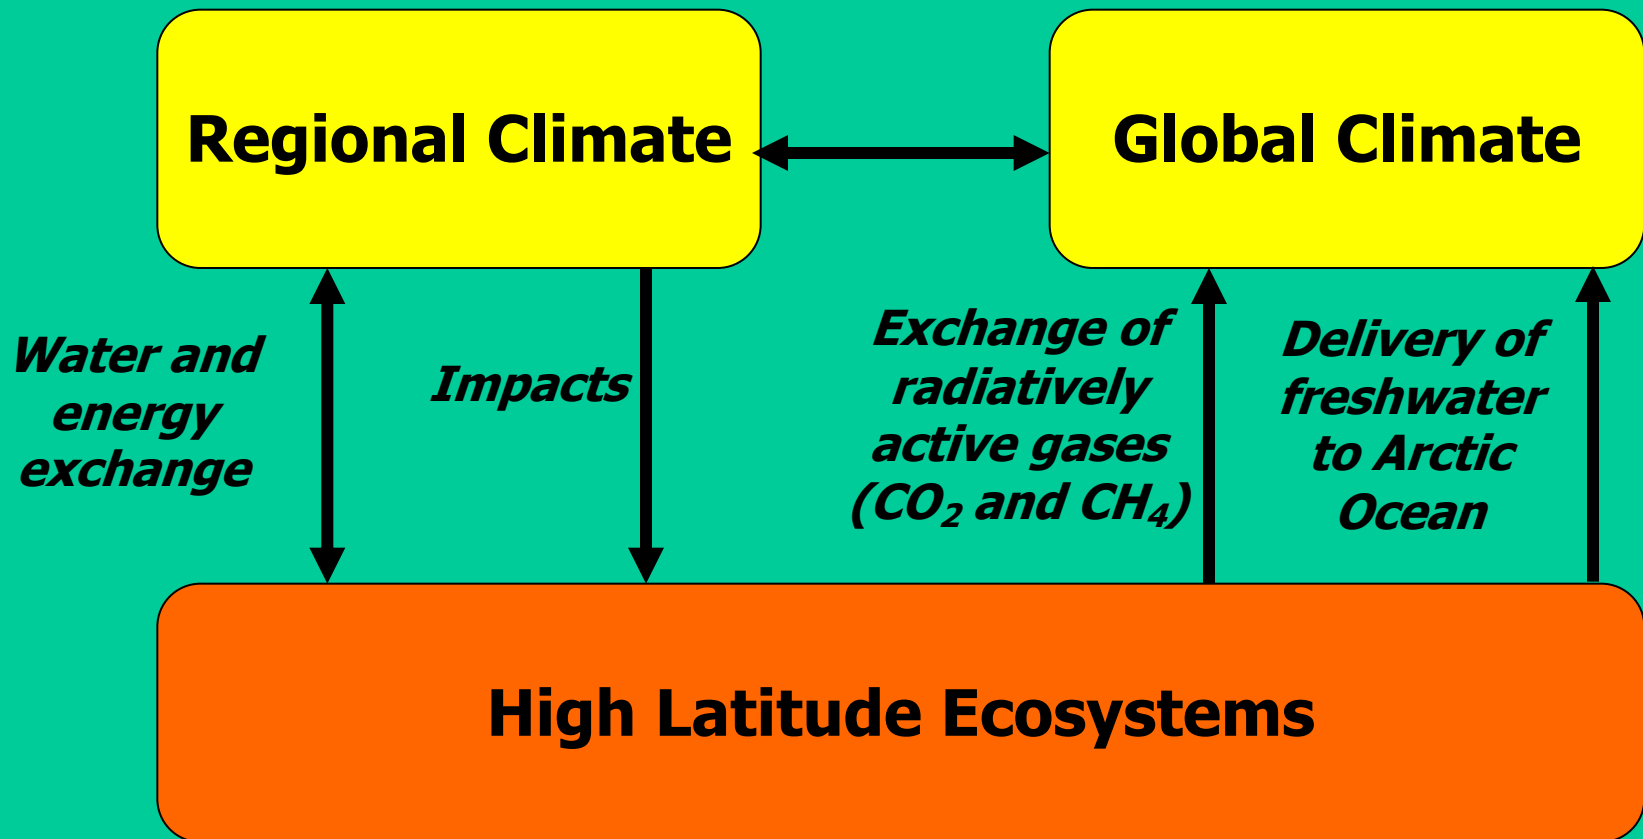 Regional Climate
Global Climate
Water and
energy
exchange
Impacts
Exchange of
radiatively
active gases
(CO₂ and CH₄)
Delivery of
freshwater
to Arctic
Ocean
High Latitude Ecosystems